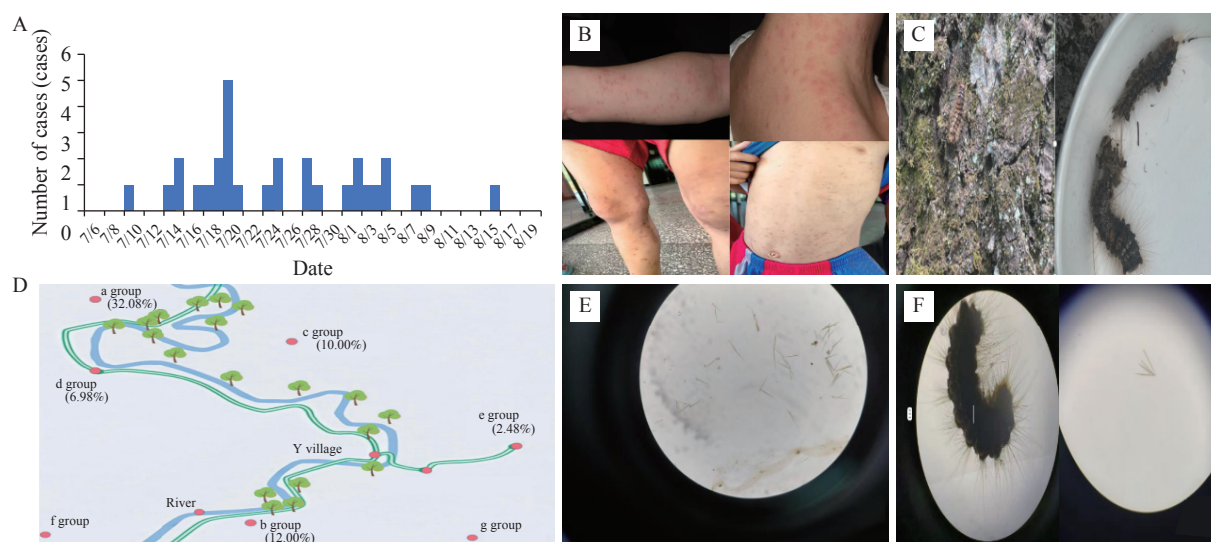 A
Number of cases (cases)
6
5
4
3
2
1
0
7/6
7/8
7/10
7/12
7/14
7/16
7/18
7/20
7/22
7/24
7/26
7/28
7/30
8/1
8/3
8/5
8/7
8/9
8/11
8/13
8/15
8/17
8/19
Date
B
C
D
a group
(32.08%)
c group
(10.00%)
d group
(6.98%)
e group
(2.48%)
Y village
River
f group
b group
(12.00%)
g group
E
F